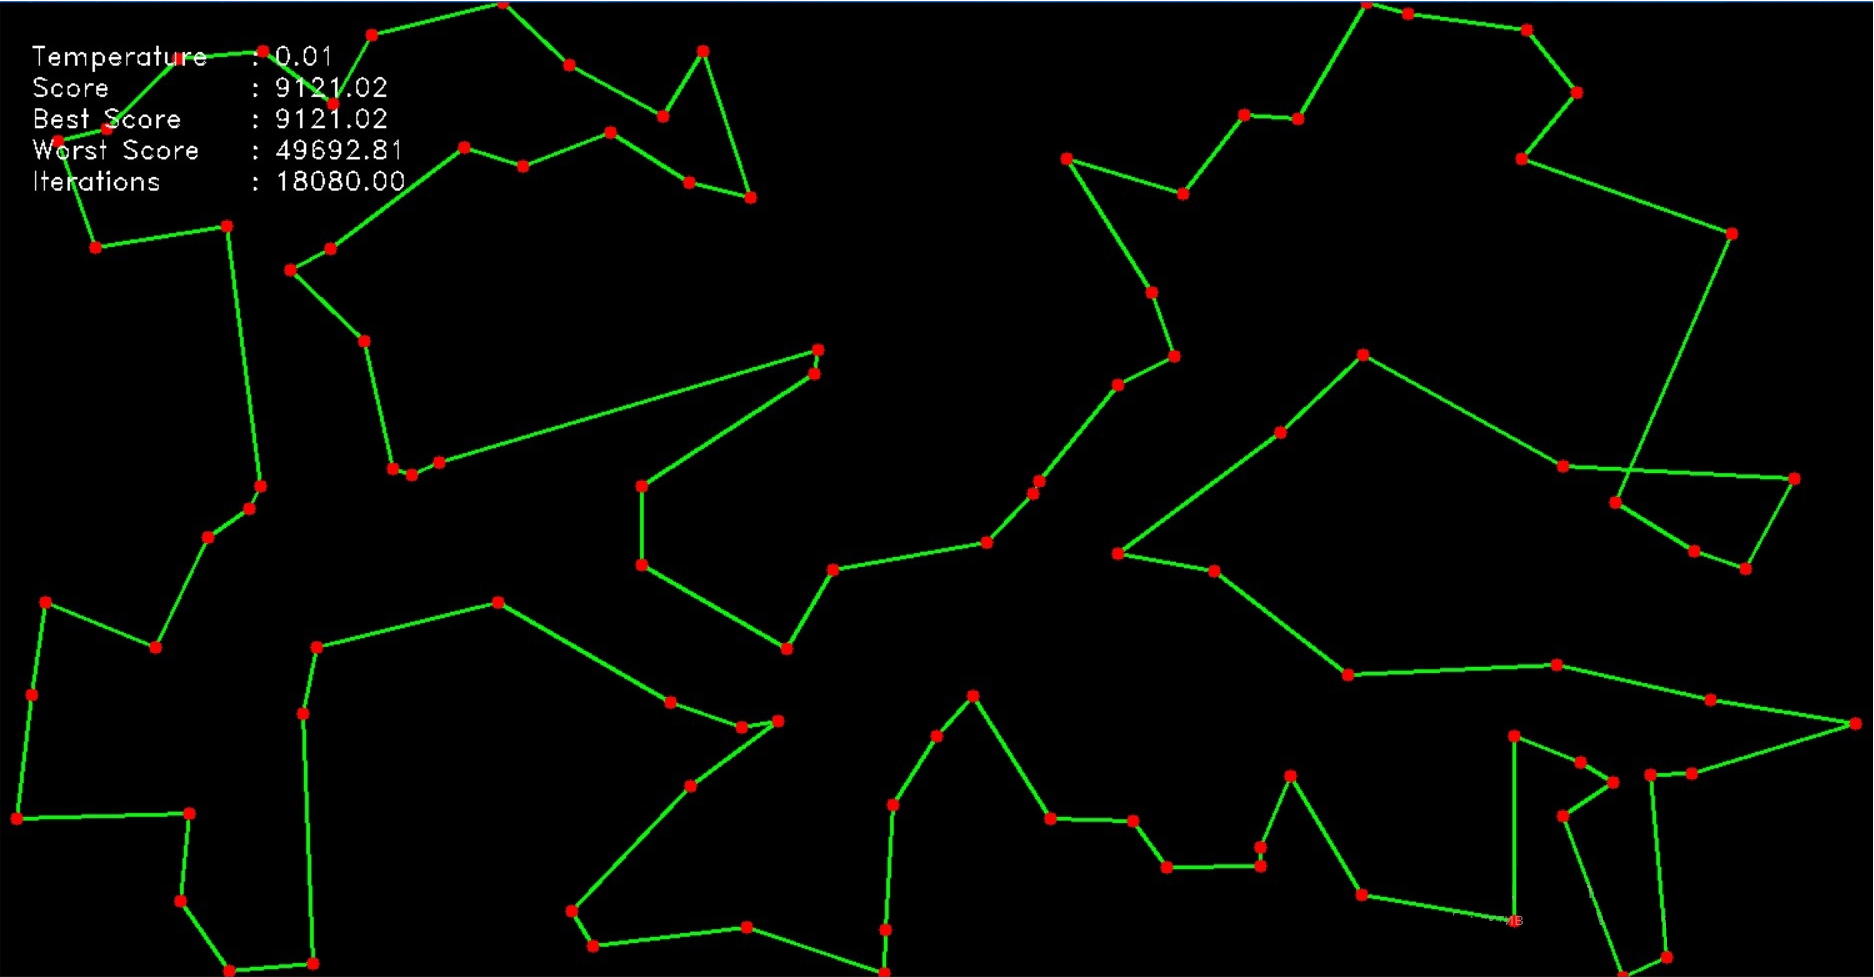 Temperature : 0.01
Score : 9121.02
Best Score : 9121.02
Worst Score : 49692.81
Iterations : 18080.00